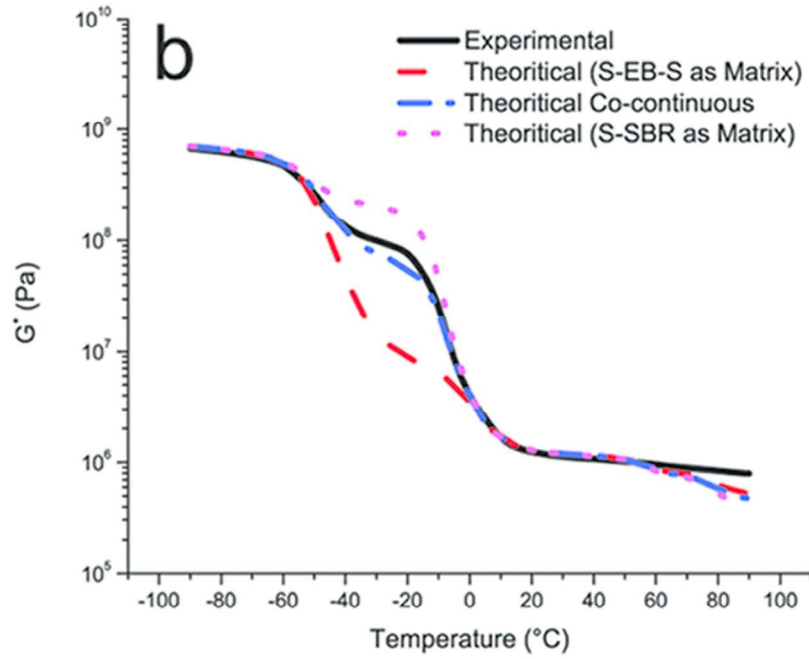 b
Experimental
Theoritical (S-EB-S as Matrix)
Theoritical Co-continuous
Theoritical (S-SBR as Matrix)
10^10
10^9
10^8
10^7
10^6
10^5
G* (Pa)
-100 -80 -60 -40 -20 0 20 40 60 80 100
Temperature (°C)